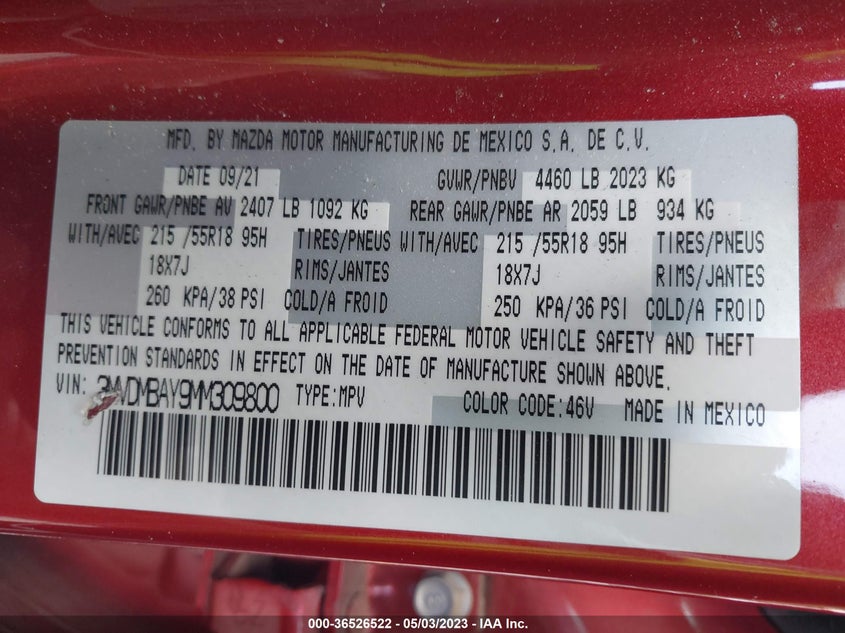 MFD. BY MAZDA MOTOR MANUFACTURING DE MEXICO S.A. DE C.V.
DATE 09/21 GVWR/PNBV 4460 LB 2023 KG
FRONT GAWR/PNBE AV 2407 LB 1092 KG REAR GAWR/PNBE AR 2059 LB 934 KG
WITH/AVEC 215 /55R18 95H TIRES/PNEUS WITH/AVEC 215 /55R18 95H TIRES/PNEUS
18X7J RIMS/JANTES 18X7J RIMS/JANTES
260 KPA/38 PSI COLD/A FROID 250 KPA/36 PSI COLD/A FROID
THIS VEHICLE CONFORMS TO ALL APPLICABLE FEDERAL MOTOR VEHICLE SAFETY AND THEFT
PREVENTION STANDARDS IN EFFECT ON THE DATE OF MANUFACTURE SHOWN ABOVE.
VIN: 3MVDMBAY9MM309800 TYPE:MPV COLOR CODE:46V MADE IN MEXICO
000-36526522 — 05/03/2023 — IAA Inc.